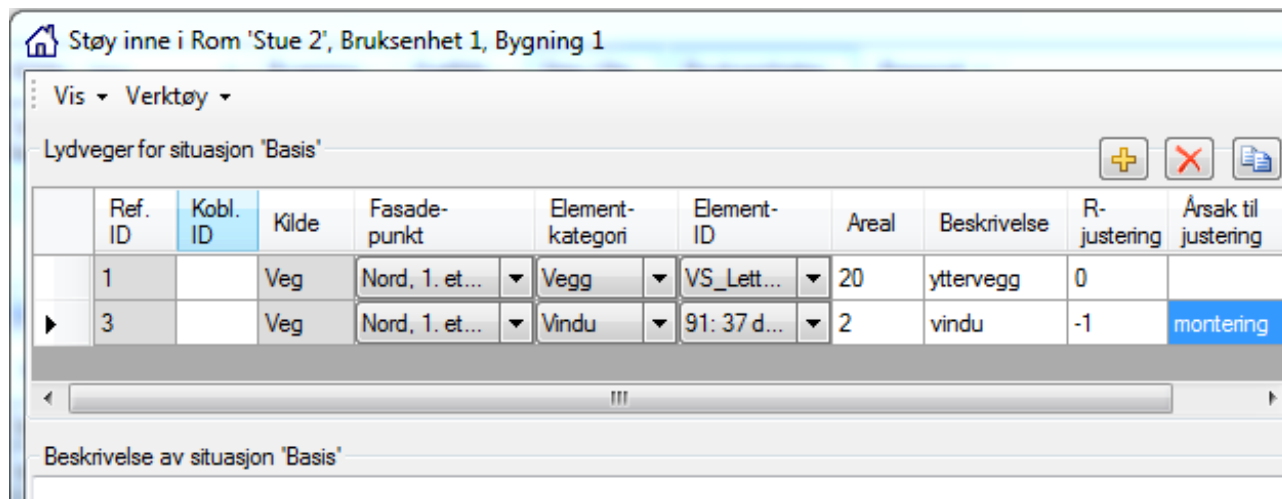 Støy inne i Rom 'Stue 2', Bruksenhet 1, Bygning 1
Vis Verktøy
Lydveger for situasjon 'Basis'
Ref. ID Kobl. ID Kilde Fasade-punkt Element-kategori Element-ID Areal Beskrivelse R-justering Årsak til justering
1 Veg Nord, 1. et... Vegg VS_Lett... 20 yttervegg 0
3 Veg Nord, 1. et... Vindu 91: 37 d... 2 vindu -1 montering
Beskrivelse av situasjon 'Basis'